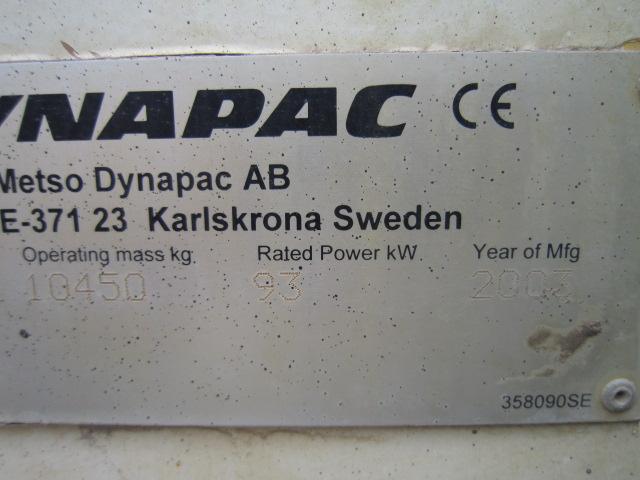 YNAPAC CE
Metso Dynapac AB
E-371 23 Karlskrona Sweden
Operating mass kg Rated Power kW Year of Mfg
10450 93 2003
358090SE